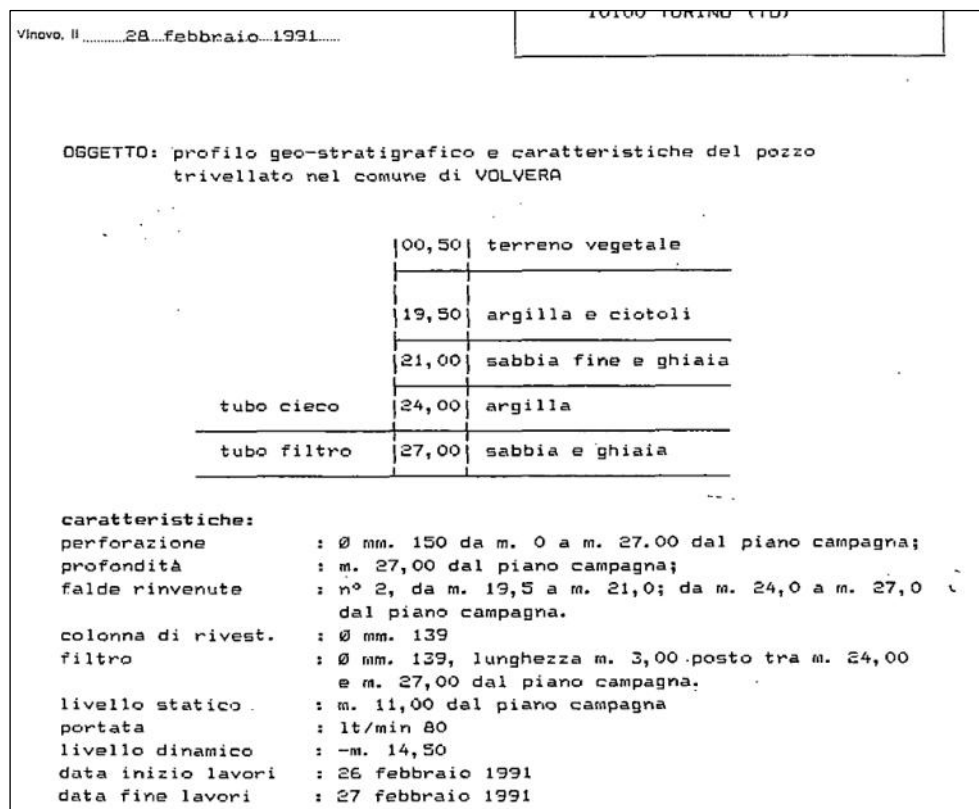 10100 TORINO (TO)
Vinovo, li 28 febbraio 1991
OGGETTO: profilo geo-stratigrafico e caratteristiche del pozzo
trivellato nel comune di VOLVERA
00,50 terreno vegetale
19,50 argilla e ciotoli
21,00 sabbia fine e ghiaia
tubo cieco 24,00 argilla
tubo filtro 27,00 sabbia e ghiaia
caratteristiche:
perforazione : Ø mm. 150 da m. 0 a m. 27.00 dal piano campagna;
profondità : m. 27,00 dal piano campagna;
falde rinvenute : n° 2, da m. 19,5 a m. 21,0; da m. 24,0 a m. 27,0
dal piano campagna.
colonna di rivest. : Ø mm. 139
filtro : Ø mm. 139, lunghezza m. 3,00 posto tra m. 24,00
e m. 27,00 dal piano campagna.
livello statico : m. 11,00 dal piano campagna
portata : lt/min 80
livello dinamico : -m. 14,50
data inizio lavori : 26 febbraio 1991
data fine lavori : 27 febbraio 1991